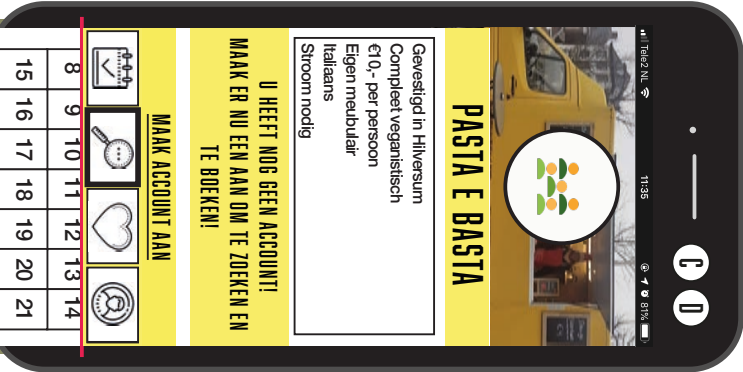 C D
Tele2 NL 11:35 81%
PASTA E BASTA
Gevestigd in Hilversum
Compleet veganistisch
€10,- per persoon
Eigen meubulair
Italiaans
Stroom nodig
U HEEFT NOG GEEN ACCOUNT!
MAAK ER NU EEN AAN OM TE ZOEKEN EN
TE BOEKEN!
MAAK ACCOUNT AAN
8 9 10 11 12 13 14
15 16 17 18 19 20 21